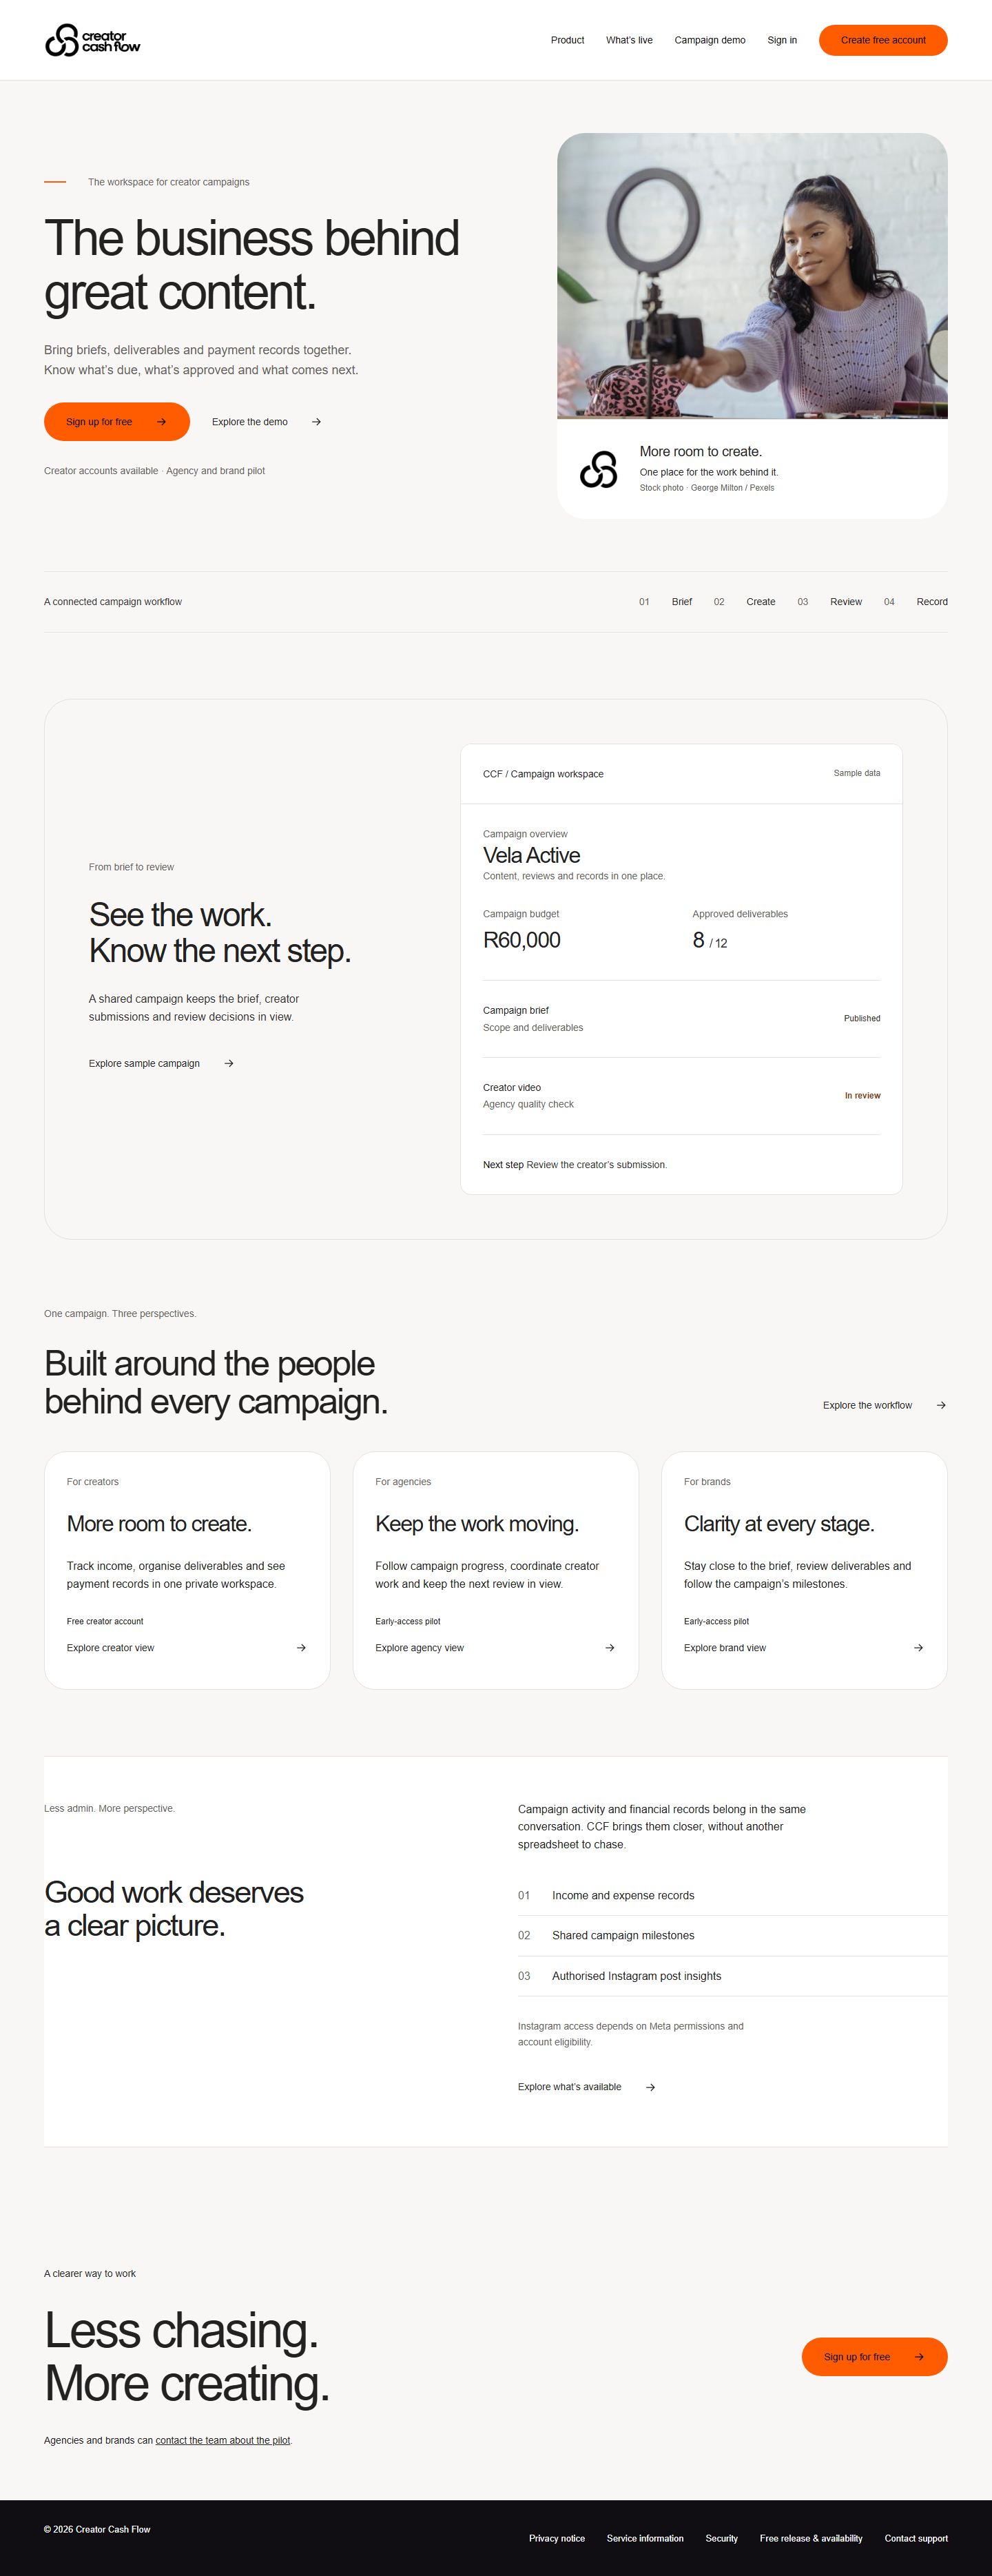 creator
cash flow
Product
What's live
Campaign demo
Sign in
Create free account
The workspace for creator campaigns
The business behind
great content.
Bring briefs, deliverables and payment records together.
Know what's due, what's approved and what comes next.
Sign up for free →
Explore the demo →
Creator accounts available · Agency and brand pilot
More room to create.
One place for the work behind it.
Stock photo · George Milton / Pexels
A connected campaign workflow
01 Brief 02 Create 03 Review 04 Record
From brief to review
See the work.
Know the next step.
A shared campaign keeps the brief, creator
submissions and review decisions in view.
Explore sample campaign →
CCF / Campaign workspace
Sample data
Campaign overview
Vela Active
Content, reviews and records in one place.
Campaign budget
R60,000
Approved deliverables
8 / 12
Campaign brief
Scope and deliverables
Published
Creator video
Agency quality check
In review
Next step Review the creator's submission.
One campaign. Three perspectives.
Built around the people
behind every campaign.
Explore the workflow →
For creators
More room to create.
Track income, organise deliverables and see
payment records in one private workspace.
Free creator account
Explore creator view →
For agencies
Keep the work moving.
Follow campaign progress, coordinate creator
work and keep the next review in view.
Early-access pilot
Explore agency view →
For brands
Clarity at every stage.
Stay close to the brief, review deliverables and
follow the campaign's milestones.
Early-access pilot
Explore brand view →
Less admin. More perspective.
Good work deserves
a clear picture.
Campaign activity and financial records belong in the same
conversation. CCF brings them closer, without another
spreadsheet to chase.
01 Income and expense records
02 Shared campaign milestones
03 Authorised Instagram post insights
Instagram access depends on Meta permissions and
account eligibility.
Explore what's available →
A clearer way to work
Less chasing.
More creating.
Sign up for free →
Agencies and brands can contact the team about the pilot.
© 2026 Creator Cash Flow
Privacy notice
Service information
Security
Free release & availability
Contact support